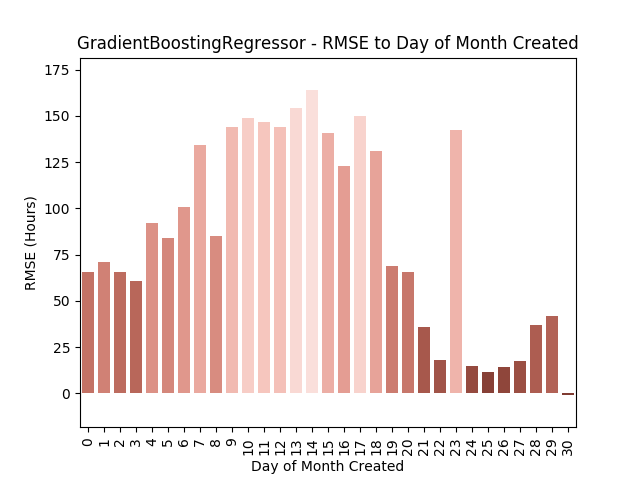 GradientBoostingRegressor - RMSE to Day of Month Created
175
150
125
100
75
50
25
0
RMSE (Hours)
0 1 2 3 4 5 6 7 8 9 10 11 12 13 14 15 16 17 18 19 20 21 22 23 24 25 26 27 28 29 30
Day of Month Created